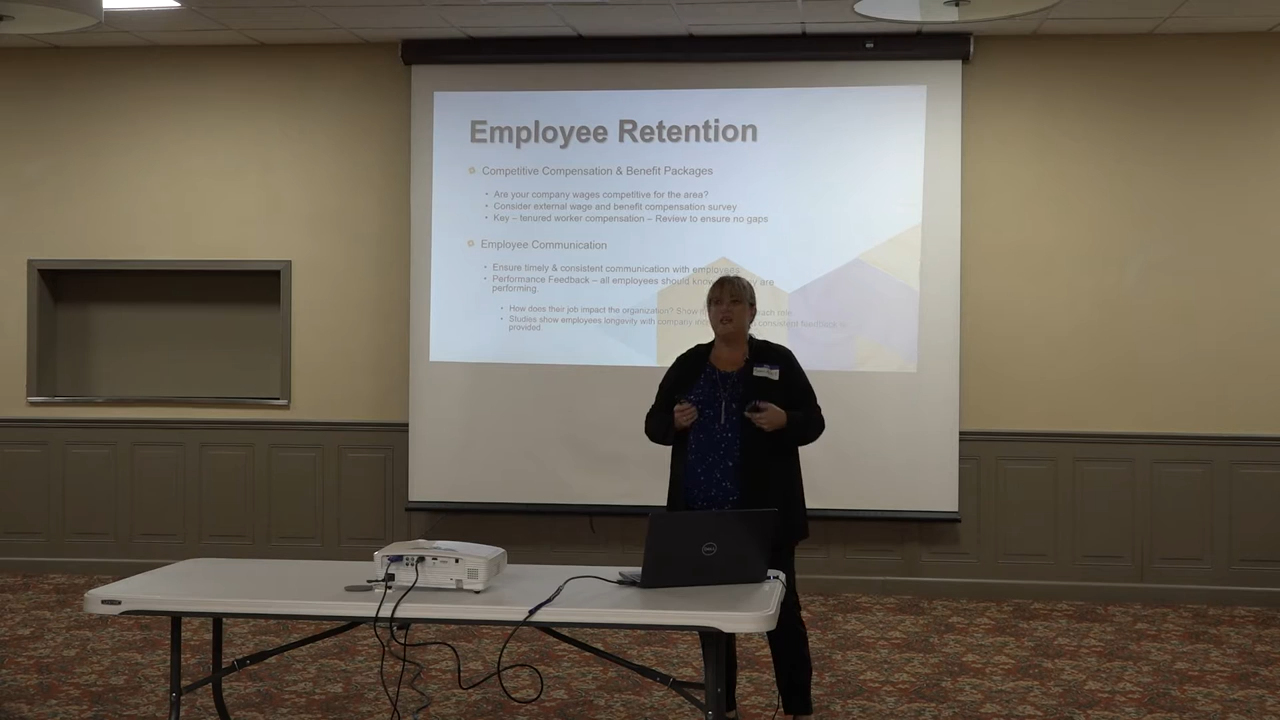 Employee Retention
Competitive Compensation & Benefit Packages
• Are your company wages competitive for the area?
• Consider external wage and benefit compensation survey
• Key – tenured worker compensation – Review to ensure no gaps
Employee Communication
• Ensure timely & consistent communication with employees
• Performance Feedback – all employees should know are
performing.
• How does their job impact the organization? Show each role
• Studies show employees longevity with company consistent feedback is
provided
DELL